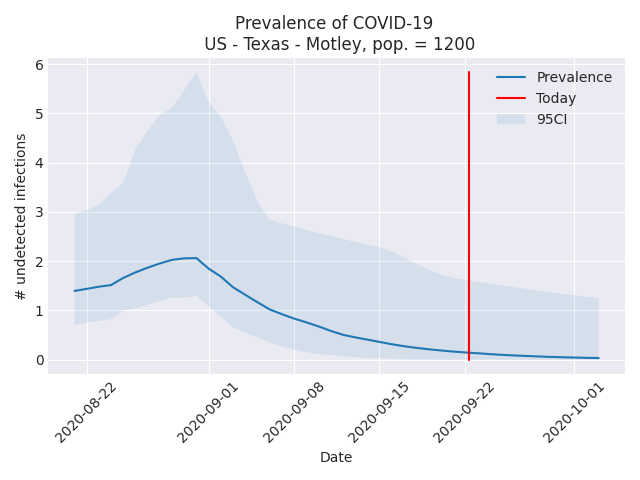 Prevalence of COVID-19
US - Texas - Motley, pop. = 1200
# undetected infections
6
5
4
3
2
1
0
Prevalence
Today
95CI
2020-08-22
2020-09-01
2020-09-08
2020-09-15
2020-09-22
2020-10-01
Date